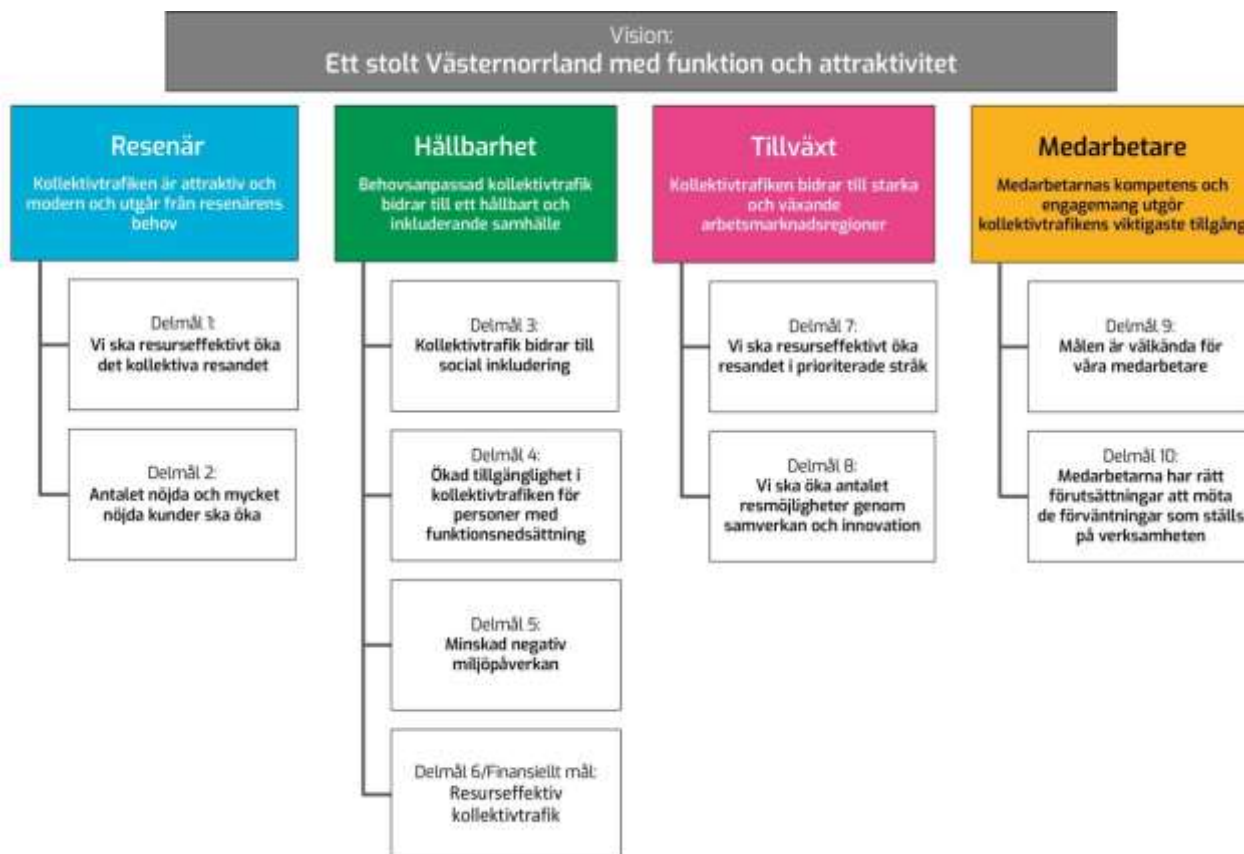 Vision:
Ett stolt Västernorrland med funktion och attraktivitet
Resenär
Kollektivtrafiken är attraktiv och
modern och utgår från resenärens
behov
Delmål 1:
Vi ska resurseffektivt öka
det kollektiva resandet
Delmål 2:
Antalet nöjda och mycket
nöjda kunder ska öka
Hållbarhet
Behovsanpassad kollektivtrafik
bidrar till ett hållbart och
inkluderande samhälle
Delmål 3:
Kollektivtrafik bidrar till
social inkludering
Delmål 4:
Ökad tillgänglighet i
kollektivtrafiken för
personer med
funktionsnedsättning
Delmål 5:
Minskad negativ
miljöpåverkan
Delmål 6/Finansiellt mål:
Resurseffektiv
kollektivtrafik
Tillväxt
Kollektivtrafiken bidrar till starka
och växande
arbetsmarknadsregioner
Delmål 7:
Vi ska resurseffektivt öka
resandet i prioriterade stråk
Delmål 8:
Vi ska öka antalet
resmöjligheter genom
samverkan och innovation
Medarbetare
Medarbetarnas kompetens och
engagemang utgör
kollektivtrafikens viktigaste tillgång
Delmål 9:
Målen är välkända för
våra medarbetare
Delmål 10:
Medarbetarna har rätt
förutsättningar att möta
de förväntningar som ställs
på verksamheten